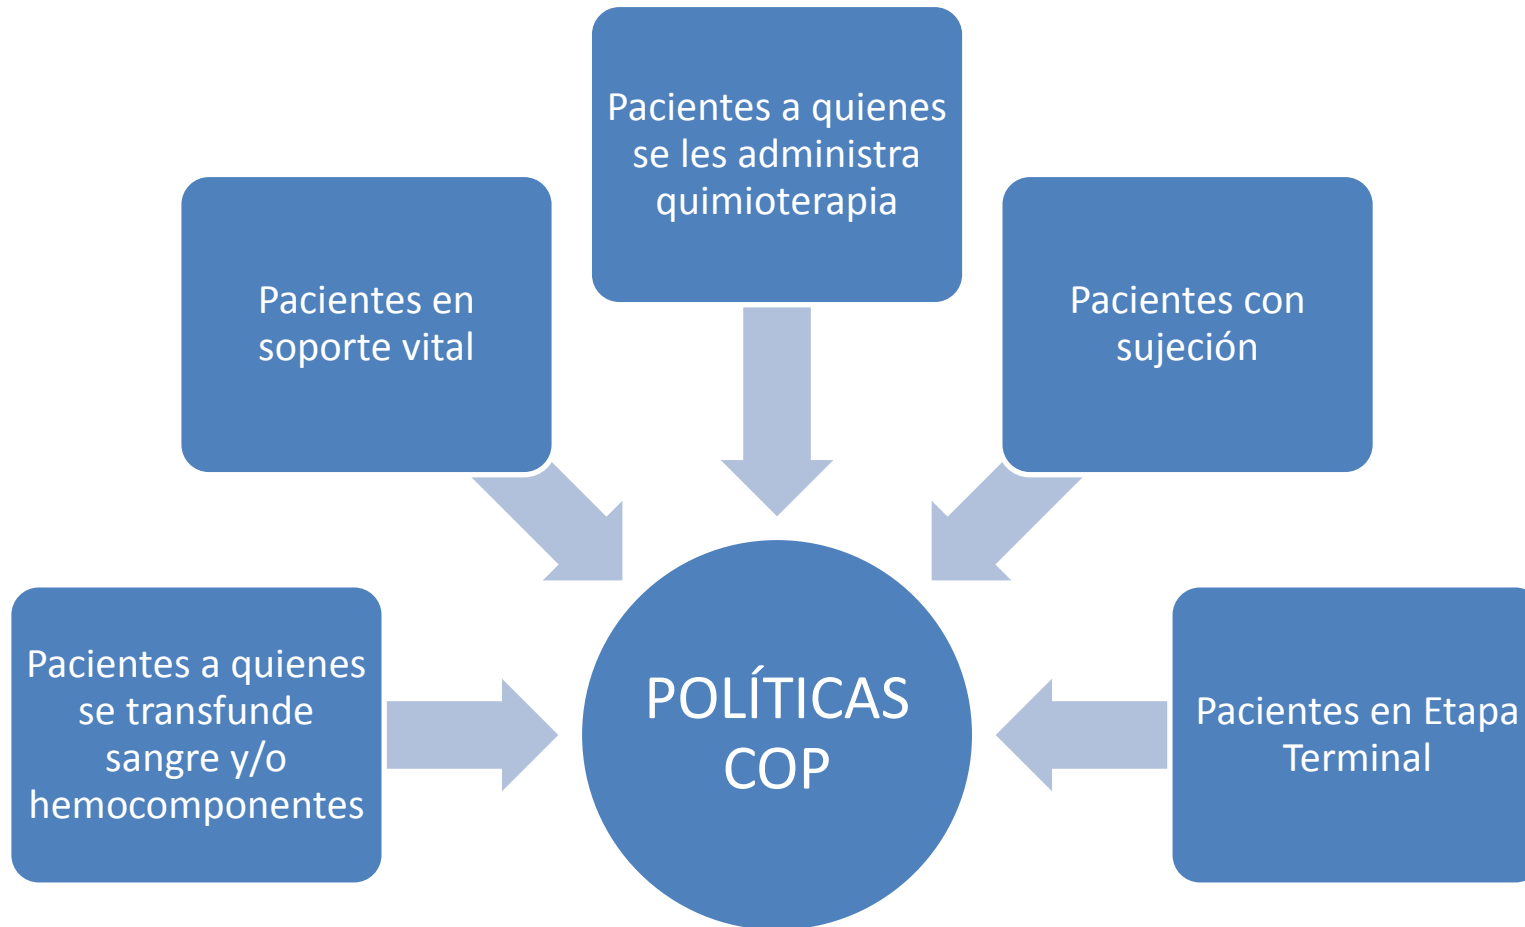 Pacientes a quienes
se les administra
quimioterapia
Pacientes en
soporte vital
Pacientes con
sujeción
Pacientes a quienes
se transfunde
sangre y/o
hemocomponentes
POLÍTICAS
COP
Pacientes en Etapa
Terminal